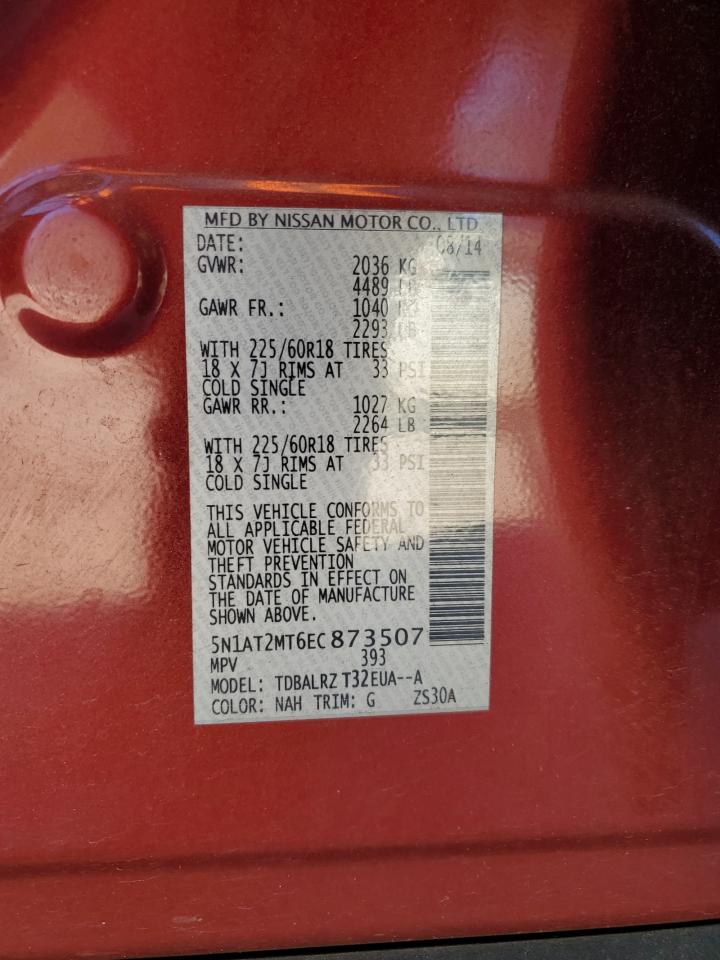 MFD BY NISSAN MOTOR CO., LTD
DATE: 08/14
GVWR: 2036 KG
4489 LB
GAWR FR.: 1040 KG
2293 LB
WITH 225/60R18 TIRES
18 X 7J RIMS AT 33 PSI
COLD SINGLE
GAWR RR.: 1027 KG
2264 LB
WITH 225/60R18 TIRES
18 X 7J RIMS AT 33 PSI
COLD SINGLE
THIS VEHICLE CONFORMS TO
ALL APPLICABLE FEDERAL
MOTOR VEHICLE SAFETY AND
THEFT PREVENTION
STANDARDS IN EFFECT ON
THE DATE OF MANUFACTURE
SHOWN ABOVE.
5N1AT2MT6EC873507
MPV 393
MODEL: TDBALRZ T32EUA--A
COLOR: NAH TRIM: G ZS30A